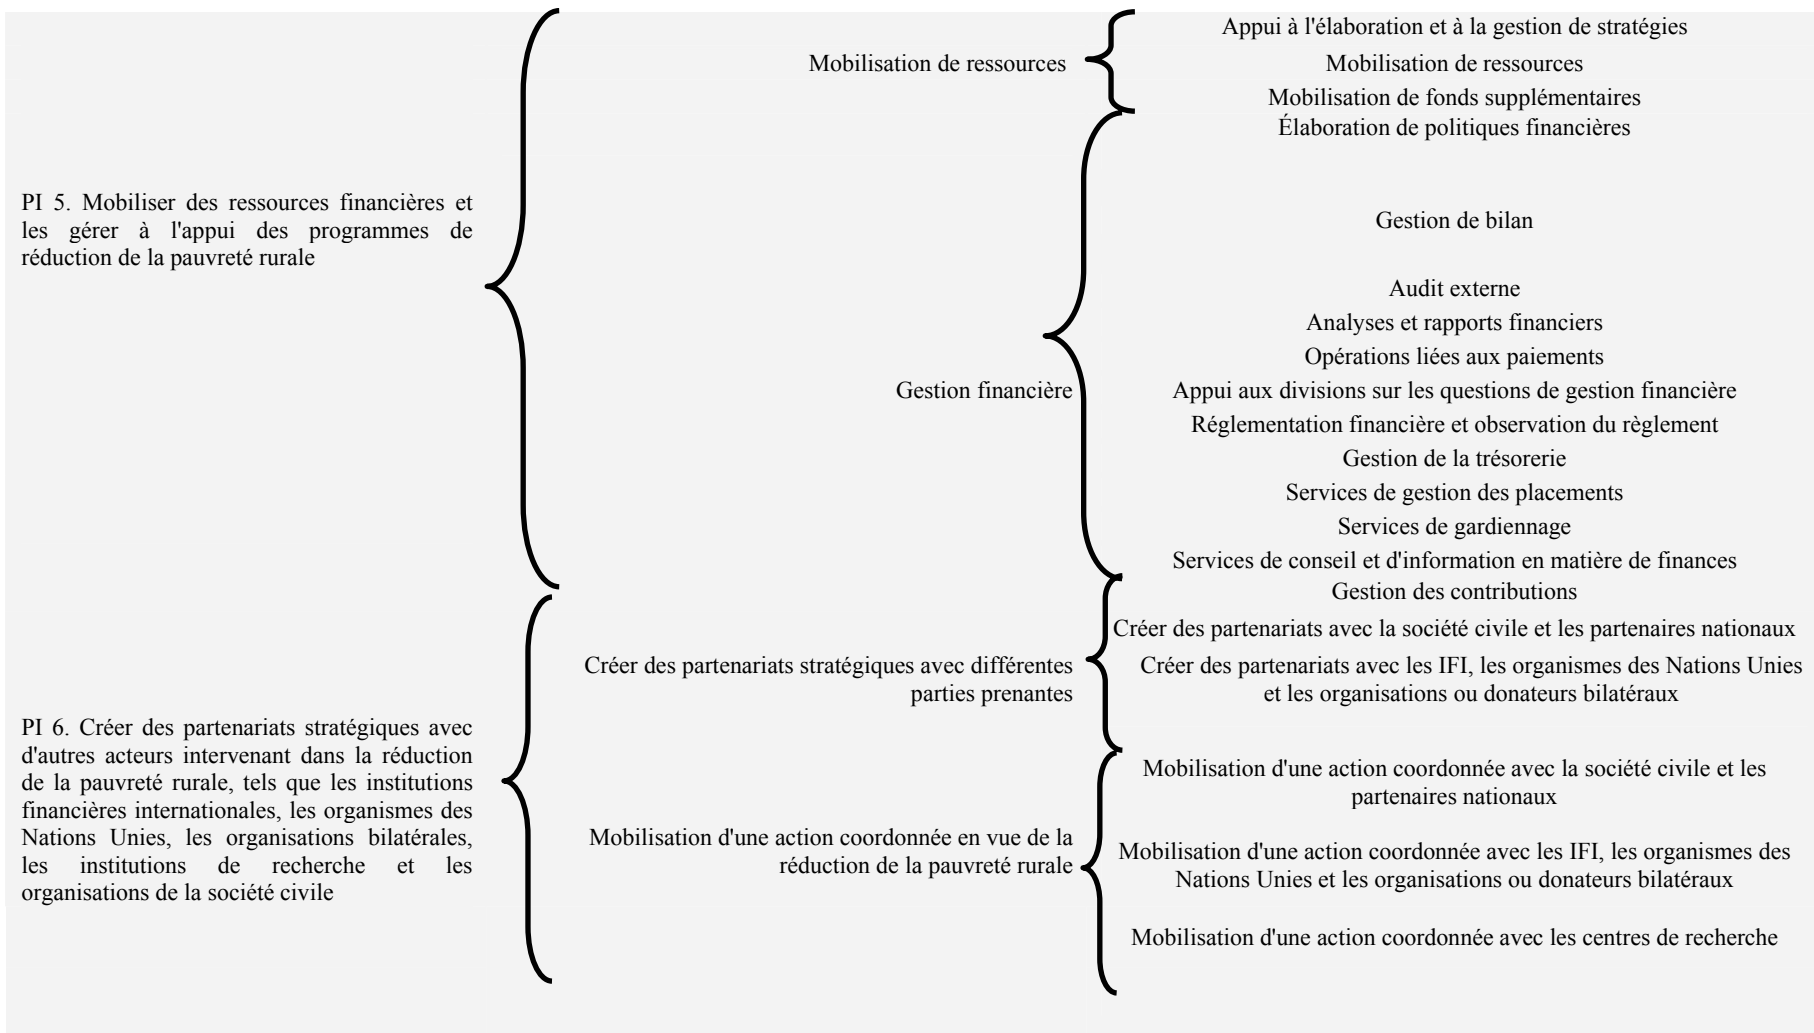 PI 5. Mobiliser des ressources financières et
les gérer à l'appui des programmes de
réduction de la pauvreté rurale
Mobilisation de ressources
Appui à l'élaboration et à la gestion de stratégies
Mobilisation de ressources
Mobilisation de fonds supplémentaires
Gestion financière
Élaboration de politiques financières
Gestion de bilan
Audit externe
Analyses et rapports financiers
Opérations liées aux paiements
Appui aux divisions sur les questions de gestion financière
Réglementation financière et observation du règlement
Gestion de la trésorerie
Services de gestion des placements
Services de gardiennage
Services de conseil et d'information en matière de finances
Gestion des contributions
PI 6. Créer des partenariats stratégiques avec
d'autres acteurs intervenant dans la réduction
de la pauvreté rurale, tels que les institutions
financières internationales, les organismes des
Nations Unies, les organisations bilatérales,
les institutions de recherche et les
organisations de la société civile
Créer des partenariats stratégiques avec différentes
parties prenantes
Créer des partenariats avec la société civile et les partenaires nationaux
Créer des partenariats avec les IFI, les organismes des Nations Unies
et les organisations ou donateurs bilatéraux
Mobilisation d'une action coordonnée en vue de la
réduction de la pauvreté rurale
Mobilisation d'une action coordonnée avec la société civile et les
partenaires nationaux
Mobilisation d'une action coordonnée avec les IFI, les organismes des
Nations Unies et les organisations ou donateurs bilatéraux
Mobilisation d'une action coordonnée avec les centres de recherche